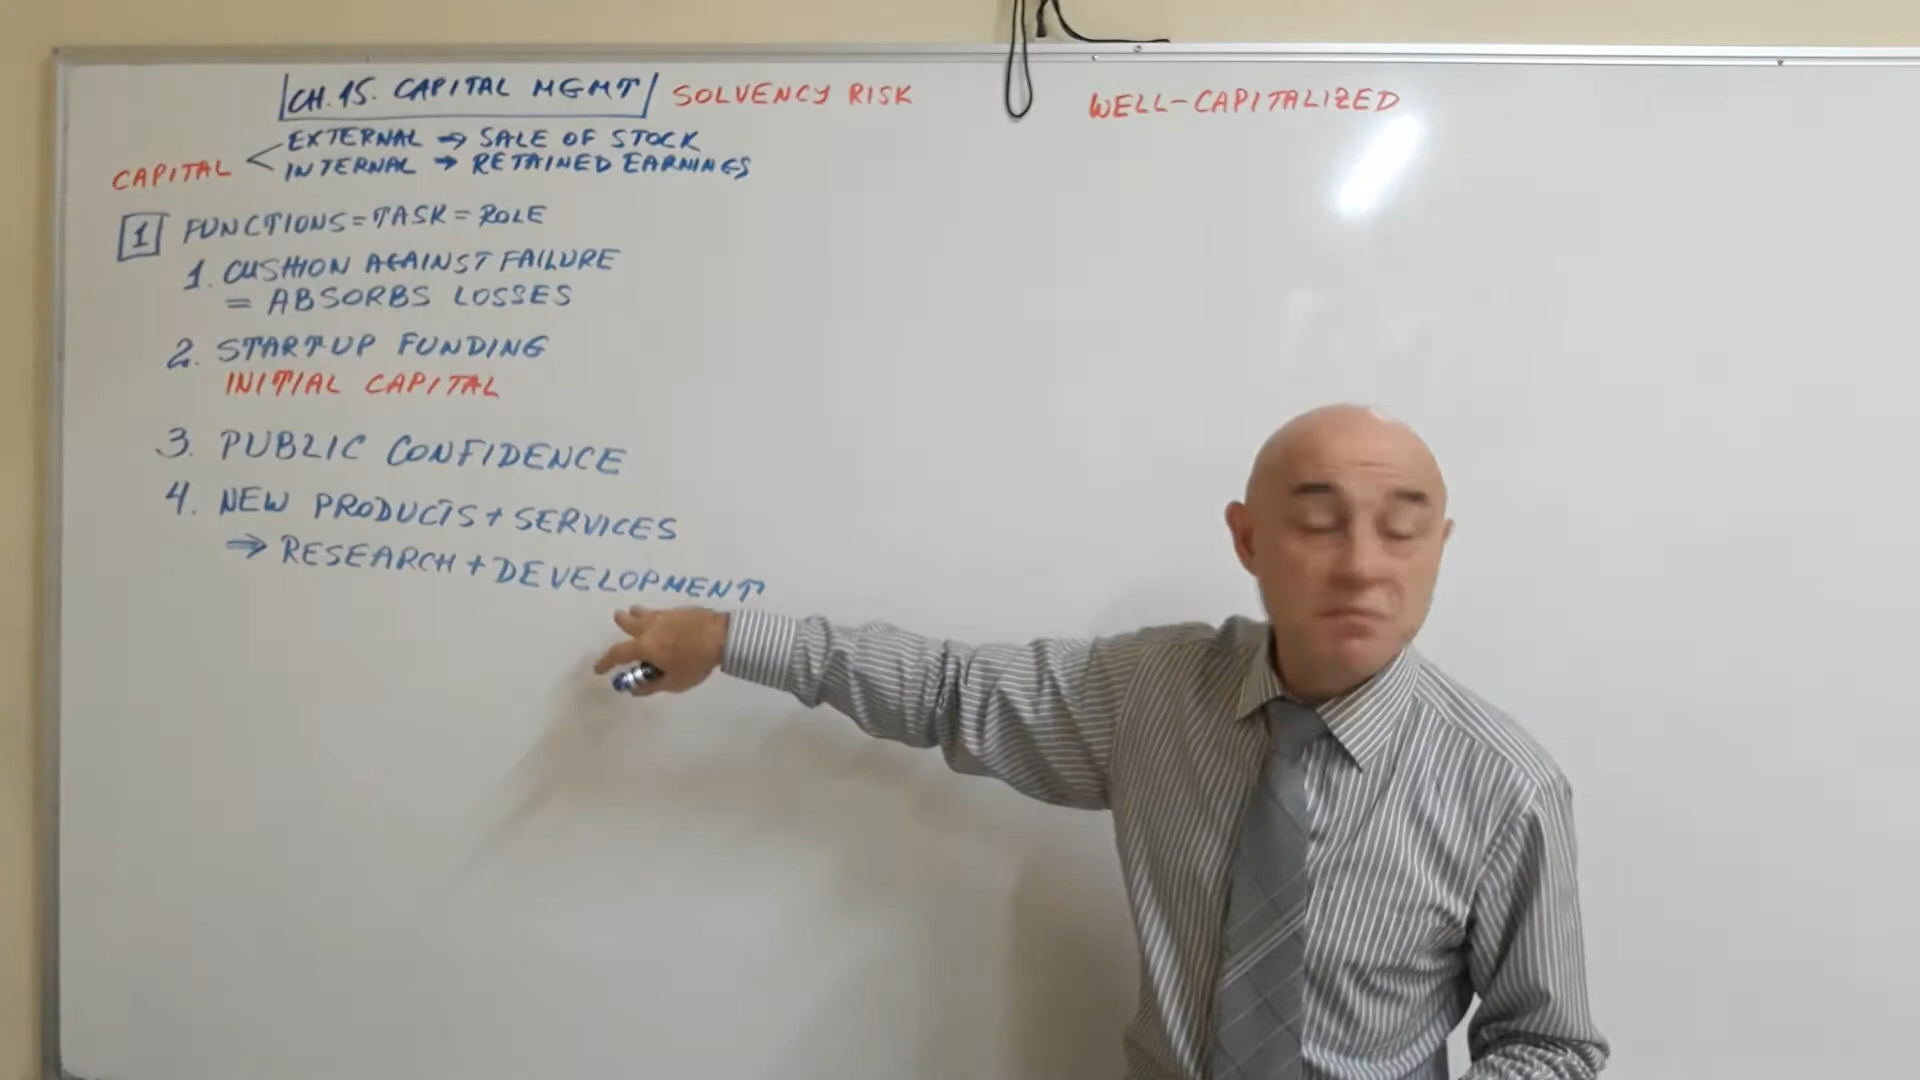 CH. 15. CAPITAL MGMT SOLVENCY RISK WELL-CAPITALIZED
EXTERNAL → SALE OF STOCK
CAPITAL < INTERNAL → RETAINED EARNINGS
1 FUNCTIONS = TASK = ROLE
1. CUSHION AGAINST FAILURE
= ABSORBS LOSSES
2. START-UP FUNDING
INITIAL CAPITAL
3. PUBLIC CONFIDENCE
4. NEW PRODUCTS + SERVICES
⇒ RESEARCH + DEVELOPMENT